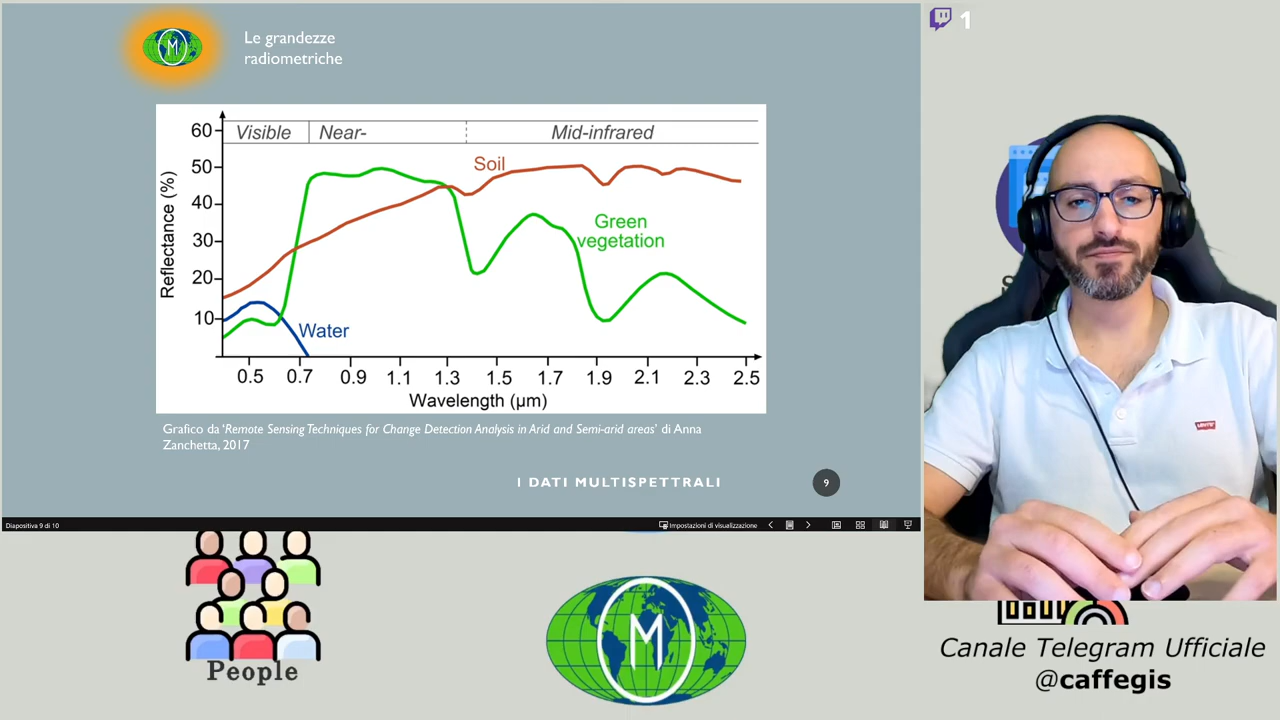 Le grandezze
radiometriche
1
60
50
40
30
20
10
Reflectance (%)
Visible
Near-
Mid-infrared
Soil
Green
vegetation
Water
0.5 0.7 0.9 1.1 1.3 1.5 1.7 1.9 2.1 2.3 2.5
Wavelength (µm)
Grafico da ‘Remote Sensing Techniques for Change Detection Analysis in Arid and Semi-arid areas’ di Anna
Zanchetta, 2017
I DATI MULTISPETTRALI
9
Diapositiva 9 di 10
Impostazioni di visualizzazione
M
M
LEVI'S
People
Canale Telegram Ufficiale
@caffegis